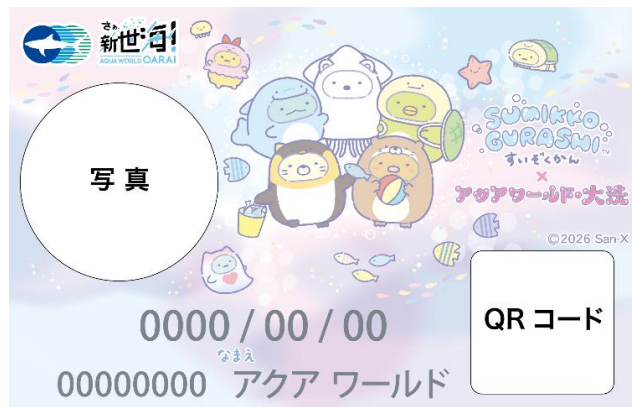 さぁ、
新世海!
AQUA WORLD OARAI
SUMIKKO
GURASHI™
すいぞくかん
×
アクアワールド・大洗
©2026 San-X
写真
QR コード
0000 / 00 / 00
なまえ
00000000 アクア ワールド